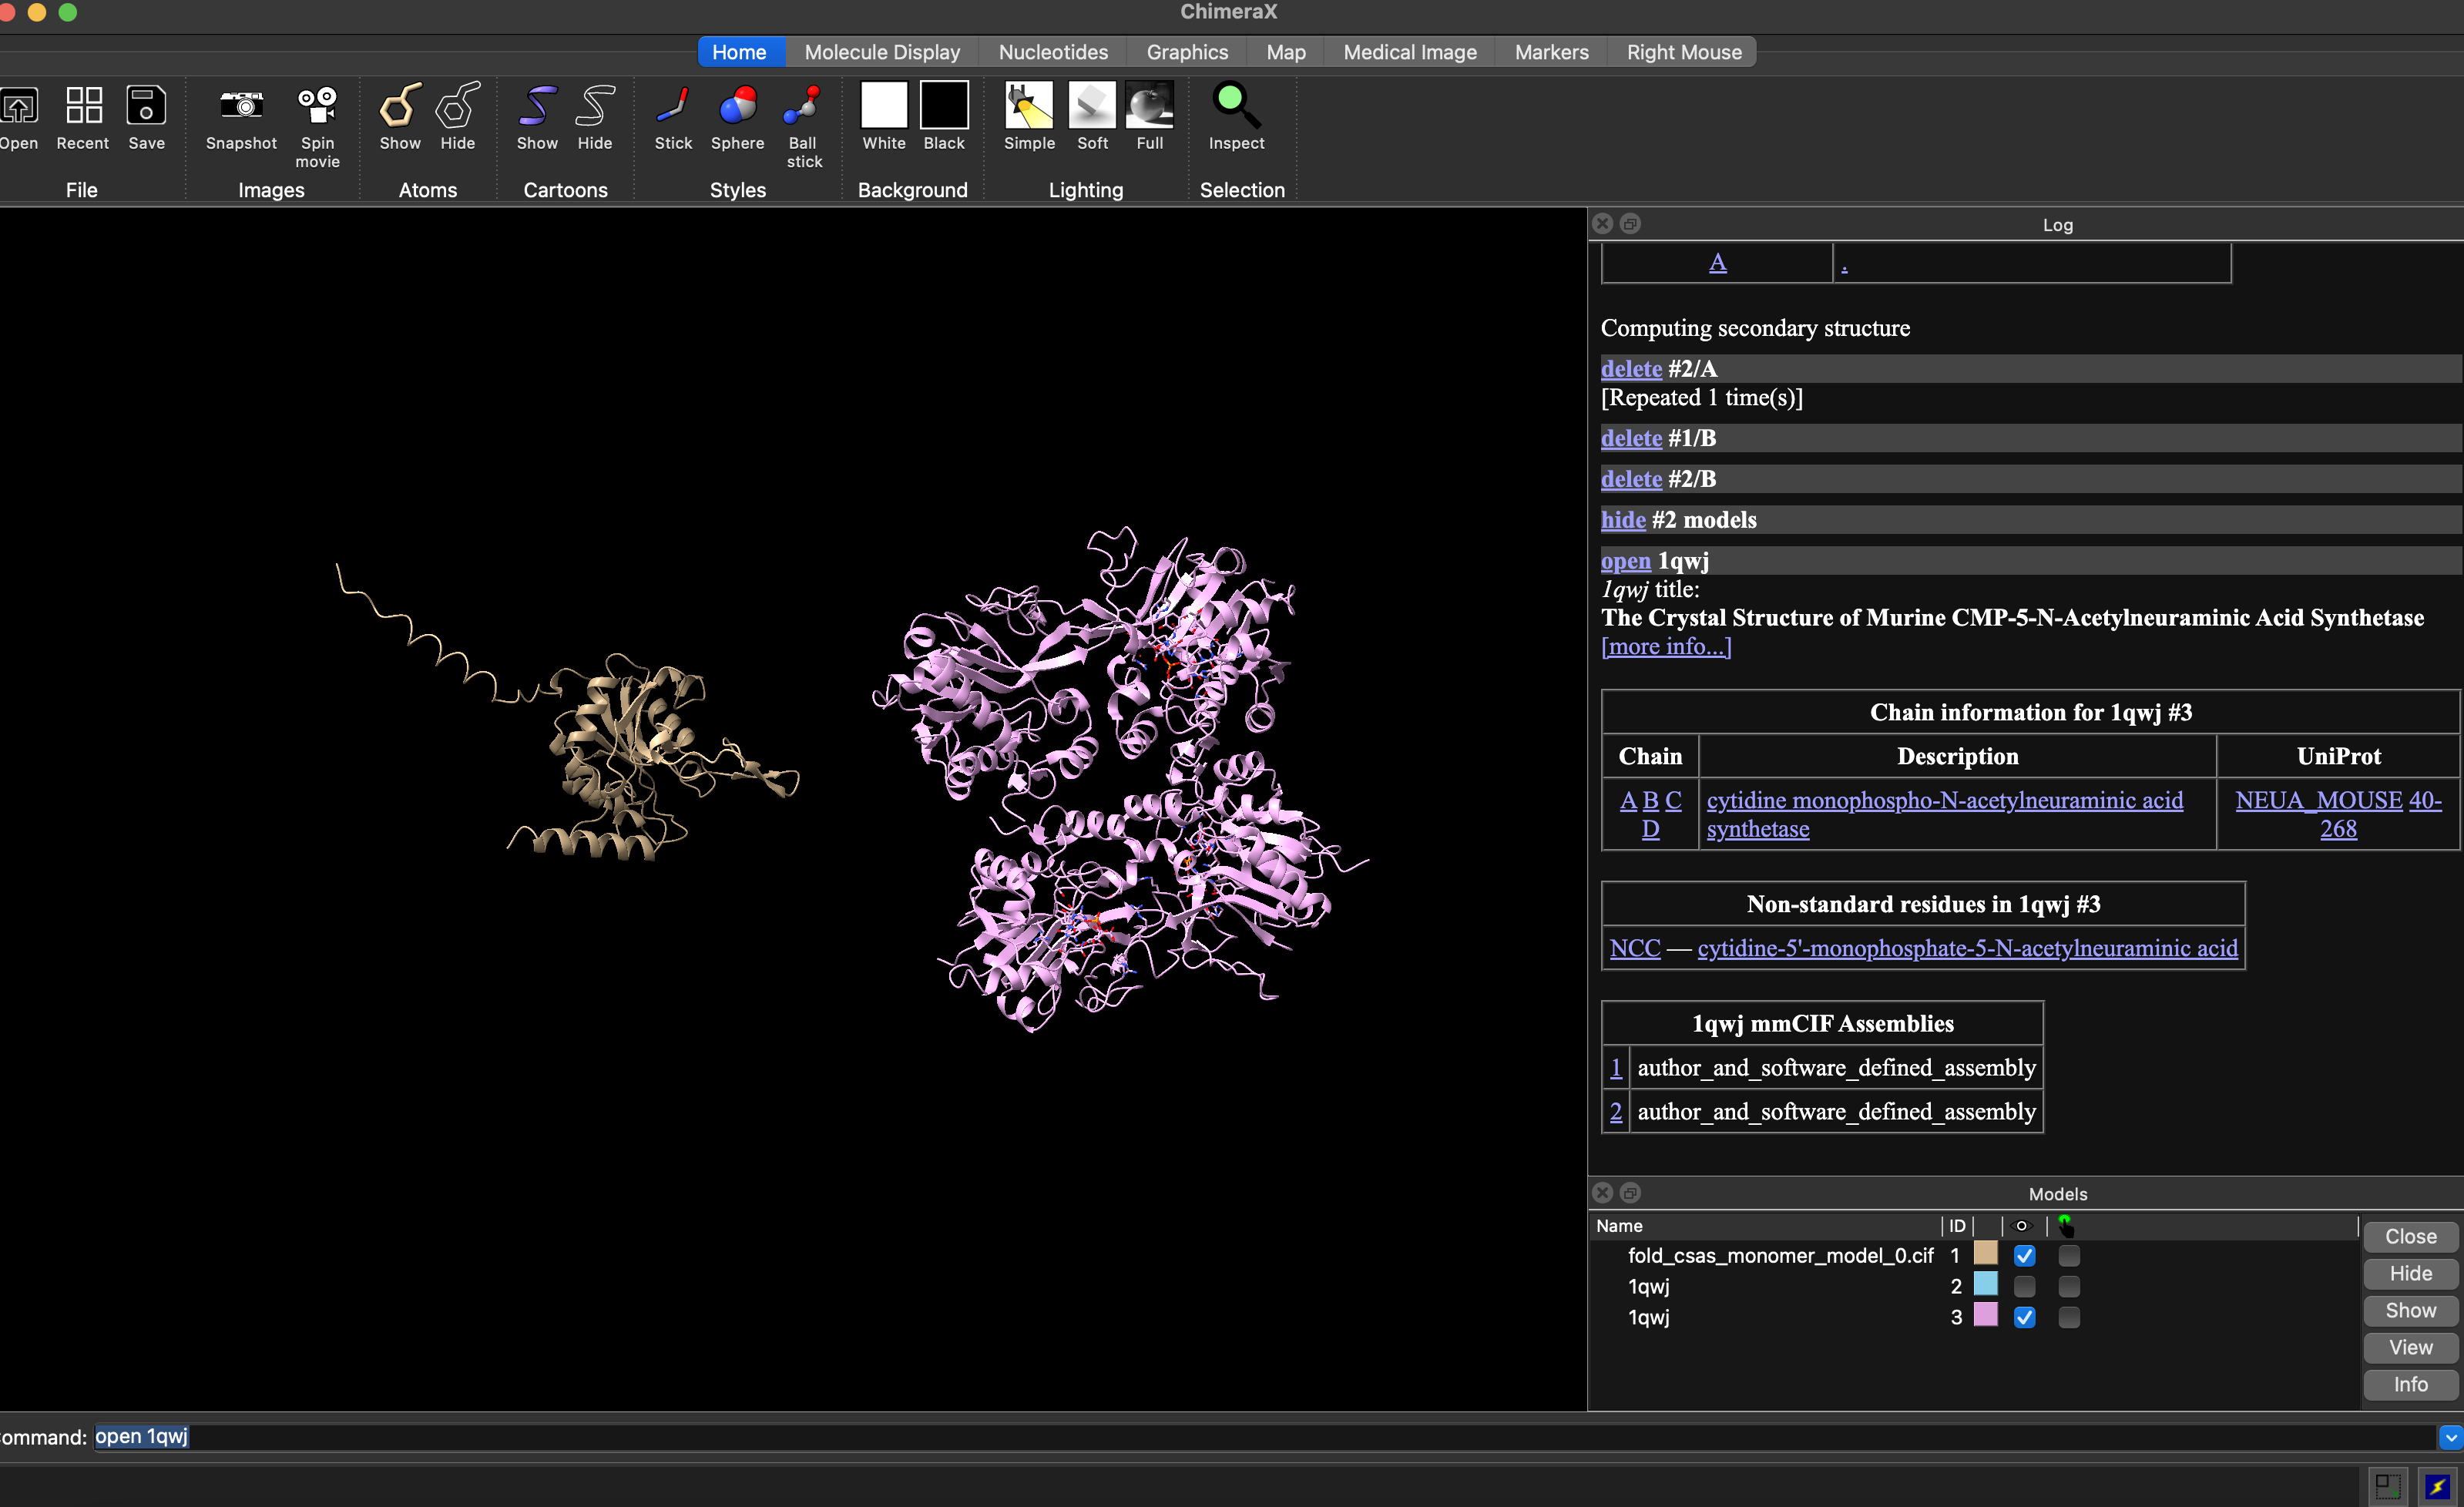 ChimeraX
Home Molecule Display Nucleotides Graphics Map Medical Image Markers Right Mouse
Open Recent Save Snapshot Spin movie Show Hide Show Hide Stick Sphere Ball stick White Black Simple Soft Full Inspect
File Images Atoms Cartoons Styles Background Lighting Selection
Log
A .
Computing secondary structure
delete #2/A
[Repeated 1 time(s)]
delete #1/B
delete #2/B
hide #2 models
open 1qwj
1qwj title:
The Crystal Structure of Murine CMP-5-N-Acetylneuraminic Acid Synthetase
[more info...]
Chain information for 1qwj #3
Chain Description UniProt
A B C cytidine monophospho-N-acetylneuraminic acid NEUA_MOUSE 40-
D synthetase 268
Non-standard residues in 1qwj #3
NCC — cytidine-5'-monophosphate-5-N-acetylneuraminic acid
1qwj mmCIF Assemblies
1 author_and_software_defined_assembly
2 author_and_software_defined_assembly
Models
Name ID
fold_csas_monomer_model_0.cif 1
1qwj 2
1qwj 3
Close
Hide
Show
View
Info
ommand: open 1qwj